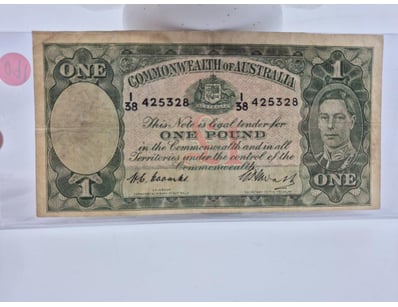 COMMONWEALTH OF AUSTRALIA
ONE
1
I/38 425328 I/38 425328
This Note is legal tender for
ONE POUND
in the Commonwealth and in all
Territories under the control of the
Commonwealth
1
ONE